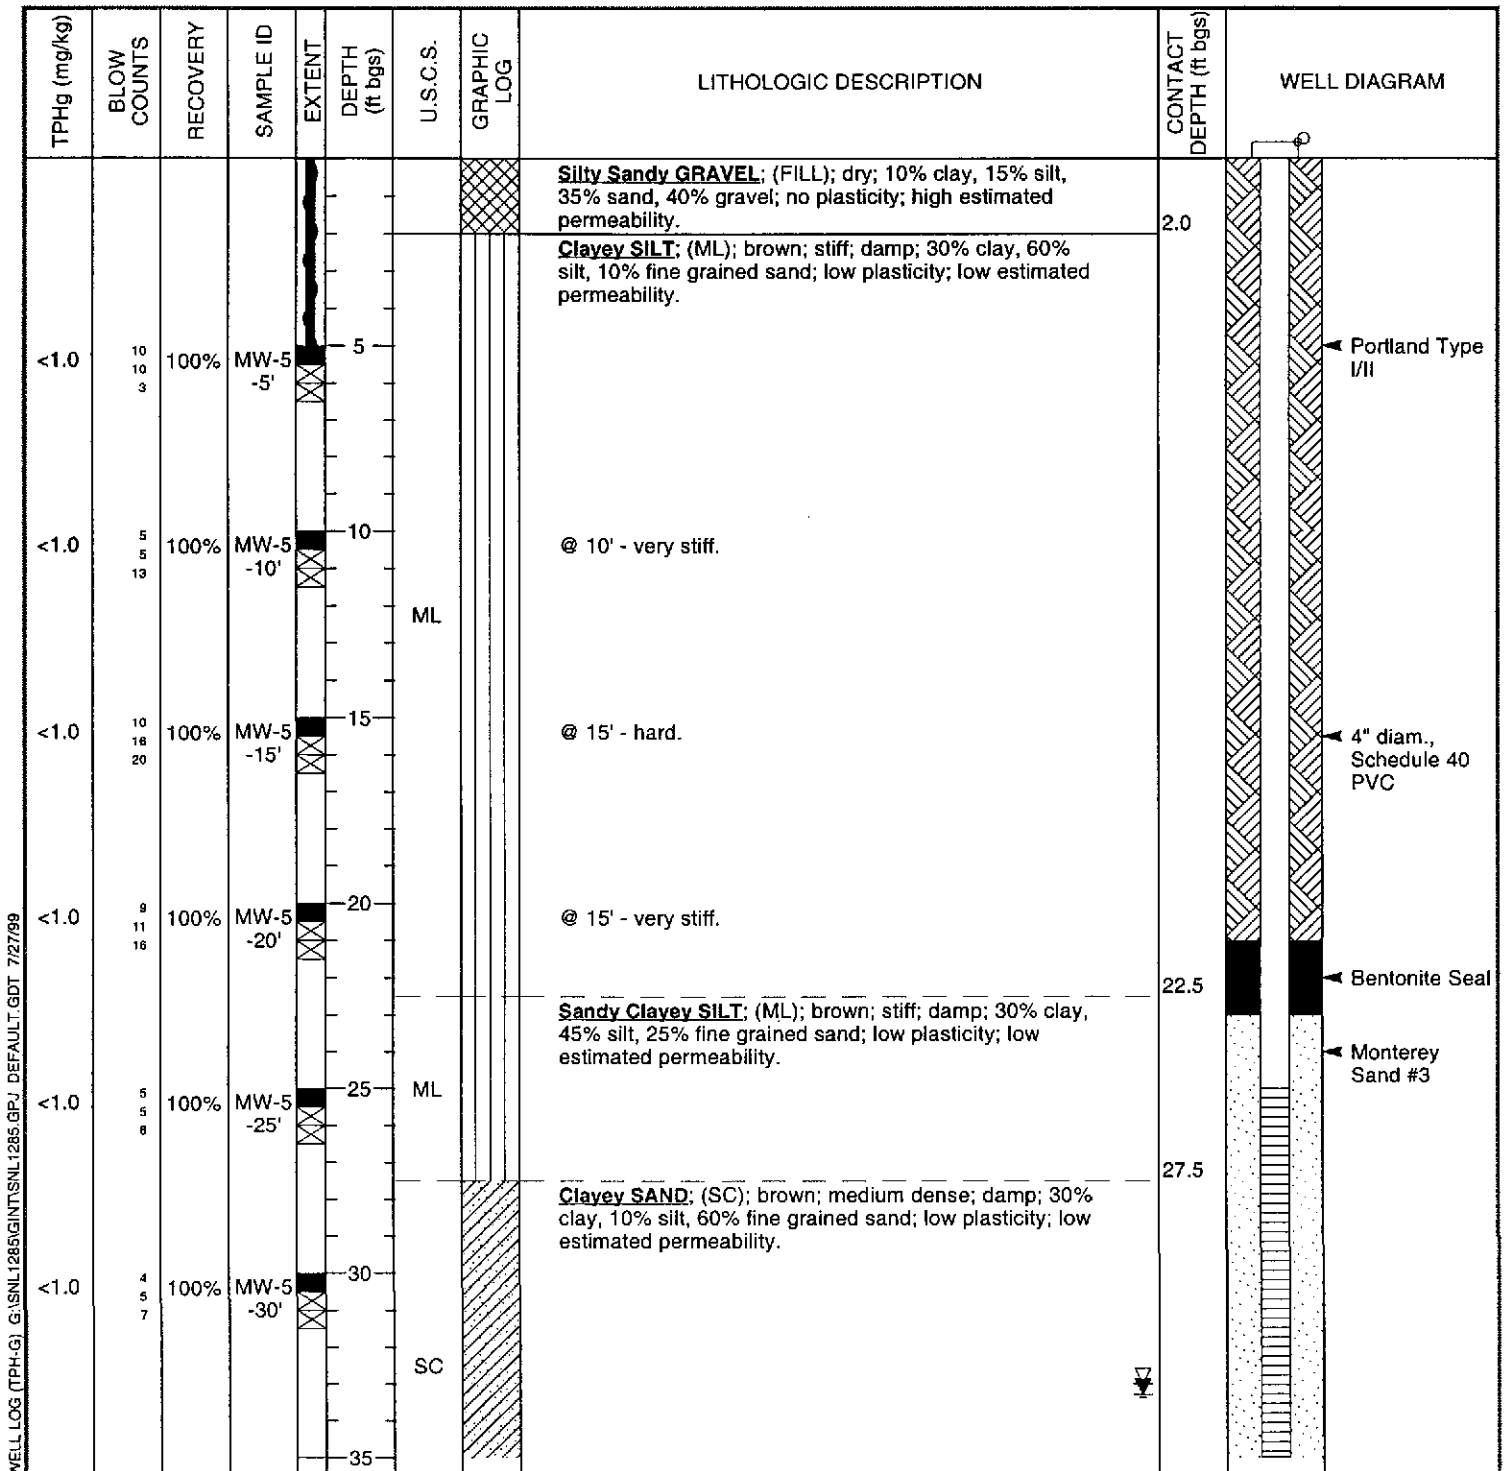 TPHg (mg/kg)
BLOW
COUNTS
RECOVERY
SAMPLE ID
EXTENT
DEPTH
(ft bgs)
U.S.C.S.
GRAPHIC
LOG
LITHOLOGIC DESCRIPTION
CONTACT
DEPTH (ft bgs)
WELL DIAGRAM
Silty Sandy GRAVEL; (FILL); dry; 10% clay, 15% silt,
35% sand, 40% gravel; no plasticity; high estimated
permeability.
2.0
Clayey SILT; (ML); brown; stiff; damp; 30% clay, 60%
silt, 10% fine grained sand; low plasticity; low estimated
permeability.
<1.0
10
10
3
100%
MW-5
-5'
5
Portland Type
I/II
<1.0
5
5
13
100%
MW-5
-10'
10
@ 10' - very stiff.
ML
<1.0
10
16
20
100%
MW-5
-15'
15
@ 15' - hard.
4" diam.,
Schedule 40
PVC
<1.0
9
11
16
100%
MW-5
-20'
20
@ 15' - very stiff.
Bentonite Seal
22.5
Sandy Clayey SILT; (ML); brown; stiff; damp; 30% clay,
45% silt, 25% fine grained sand; low plasticity; low
estimated permeability.
Monterey
Sand #3
<1.0
5
5
6
100%
MW-5
-25'
25
ML
27.5
Clayey SAND; (SC); brown; medium dense; damp; 30%
clay, 10% silt, 60% fine grained sand; low plasticity; low
estimated permeability.
<1.0
4
5
7
100%
MW-5
-30'
30
SC
35
WELL LOG (TPH-G) G:\SNL1285\GINT\SNL1285.GPJ DEFAULT.GDT 7/27/99